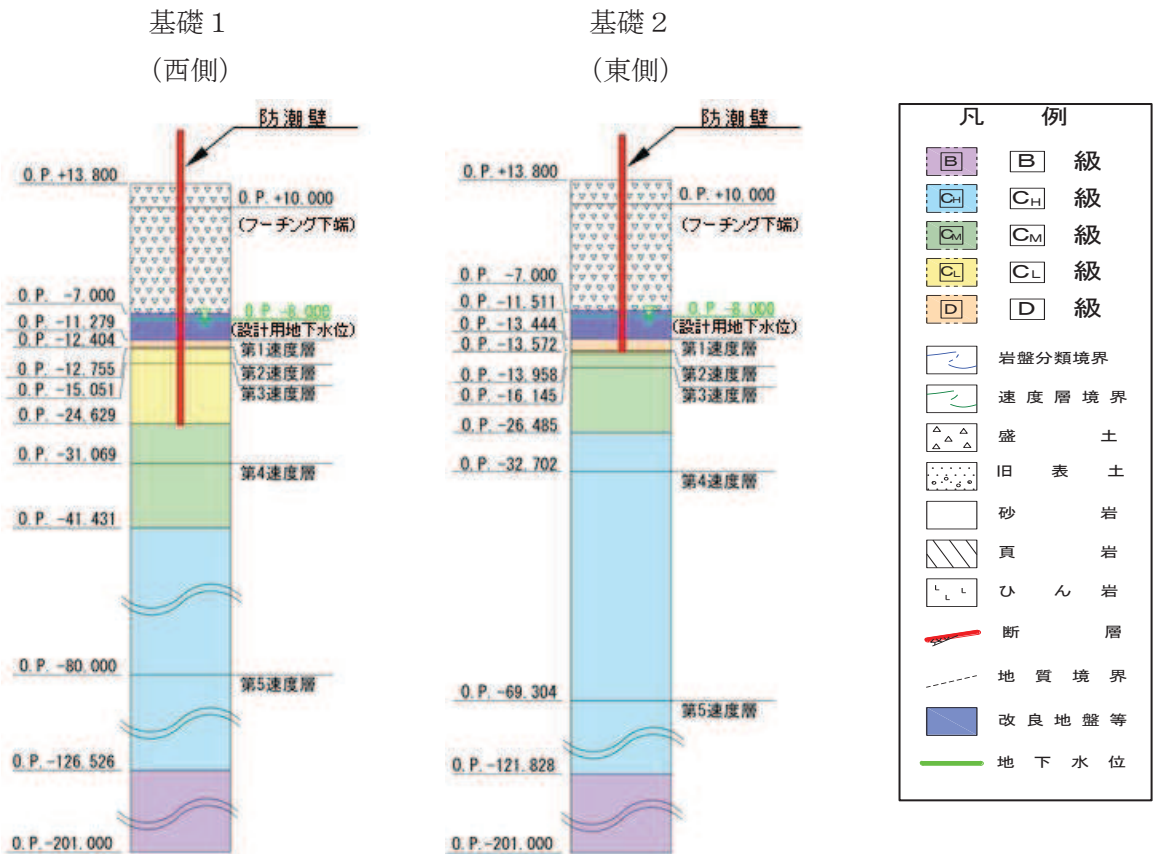 基礎１
(西側)
防潮壁
O.P.+13.800
O.P.+10.000
(フーチング下端)
O.P. -7.000
O.P. -8.000
(設計用地下水位)
O.P.-11.279
O.P.-12.404
第1速度層
O.P.-12.755
第2速度層
O.P.-15.051
第3速度層
O.P.-24.629
O.P.-31.069
第4速度層
O.P.-41.431
O.P.-80.000
第5速度層
O.P.-126.526
O.P.-201.000
基礎２
(東側)
防潮壁
O.P.+13.800
O.P.+10.000
(フーチング下端)
O.P. -7.000
O.P.-11.511
O.P. -8.000
(設計用地下水位)
O.P.-13.444
O.P.-13.572
第1速度層
O.P.-13.958
第2速度層
O.P.-16.145
第3速度層
O.P.-26.485
O.P.-32.702
第4速度層
O.P.-69.304
第5速度層
O.P.-121.828
O.P.-201.000
凡例
B B 級
CH CH 級
CM CM 級
CL CL 級
D D 級
岩盤分類境界
速度層境界
盛土
旧表土
砂岩
頁岩
ひん岩
断層
地質境界
改良地盤等
地下水位